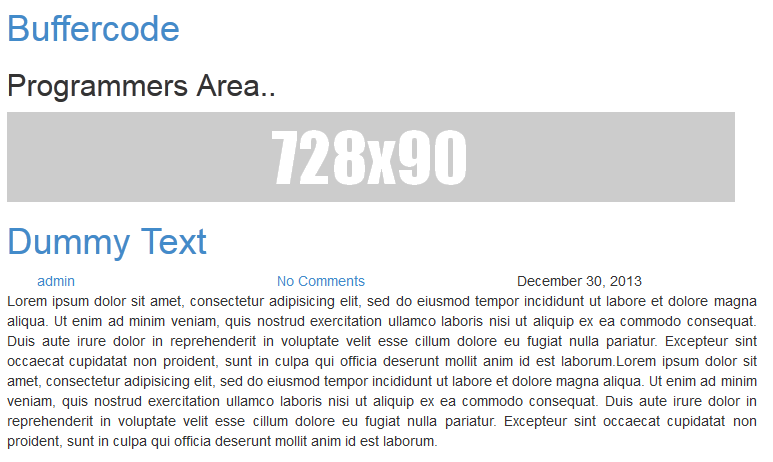 Buffercode
Programmers Area..
728x90
Dummy Text
admin No Comments December 30, 2013
Lorem ipsum dolor sit amet, consectetur adipisicing elit, sed do eiusmod tempor incididunt ut labore et dolore magna
aliqua. Ut enim ad minim veniam, quis nostrud exercitation ullamco laboris nisi ut aliquip ex ea commodo consequat.
Duis aute irure dolor in reprehenderit in voluptate velit esse cillum dolore eu fugiat nulla pariatur. Excepteur sint
occaecat cupidatat non proident, sunt in culpa qui officia deserunt mollit anim id est laborum.Lorem ipsum dolor sit
amet, consectetur adipisicing elit, sed do eiusmod tempor incididunt ut labore et dolore magna aliqua. Ut enim ad minim
veniam, quis nostrud exercitation ullamco laboris nisi ut aliquip ex ea commodo consequat. Duis aute irure dolor in
reprehenderit in voluptate velit esse cillum dolore eu fugiat nulla pariatur. Excepteur sint occaecat cupidatat non
proident, sunt in culpa qui officia deserunt mollit anim id est laborum.